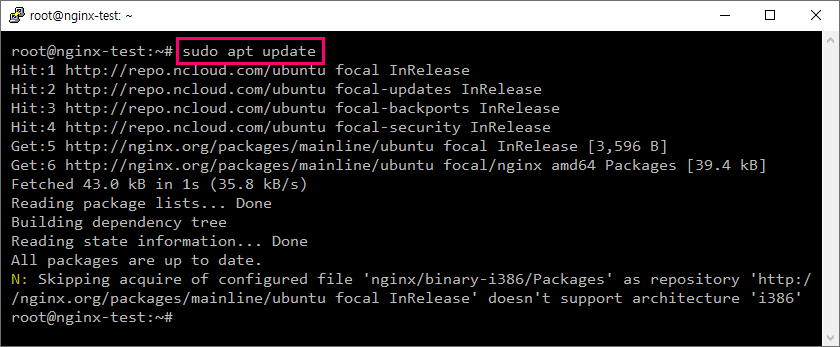 root@nginx-test: ~
root@nginx-test:~# sudo apt update
Hit:1 http://repo.ncloud.com/ubuntu focal InRelease
Hit:2 http://repo.ncloud.com/ubuntu focal-updates InRelease
Hit:3 http://repo.ncloud.com/ubuntu focal-backports InRelease
Hit:4 http://repo.ncloud.com/ubuntu focal-security InRelease
Get:5 http://nginx.org/packages/mainline/ubuntu focal InRelease [3,596 B]
Get:6 http://nginx.org/packages/mainline/ubuntu focal/nginx amd64 Packages [39.4 kB]
Fetched 43.0 kB in 1s (35.8 kB/s)
Reading package lists... Done
Building dependency tree
Reading state information... Done
All packages are up to date.
N: Skipping acquire of configured file 'nginx/binary-i386/Packages' as repository 'http:/
/nginx.org/packages/mainline/ubuntu focal InRelease' doesn't support architecture 'i386'
root@nginx-test:~#